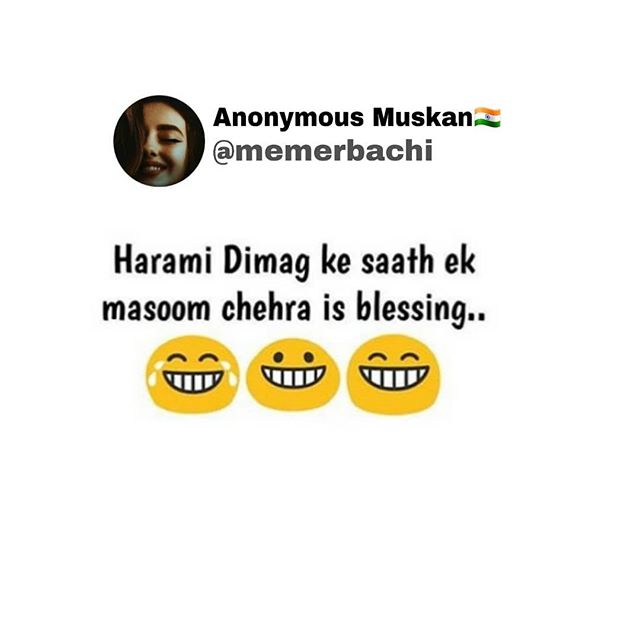 Anonymous Muskan🇮🇳
@memerbachi
Harami Dimag ke saath ek
masoom chehra is blessing..
😂😀😁